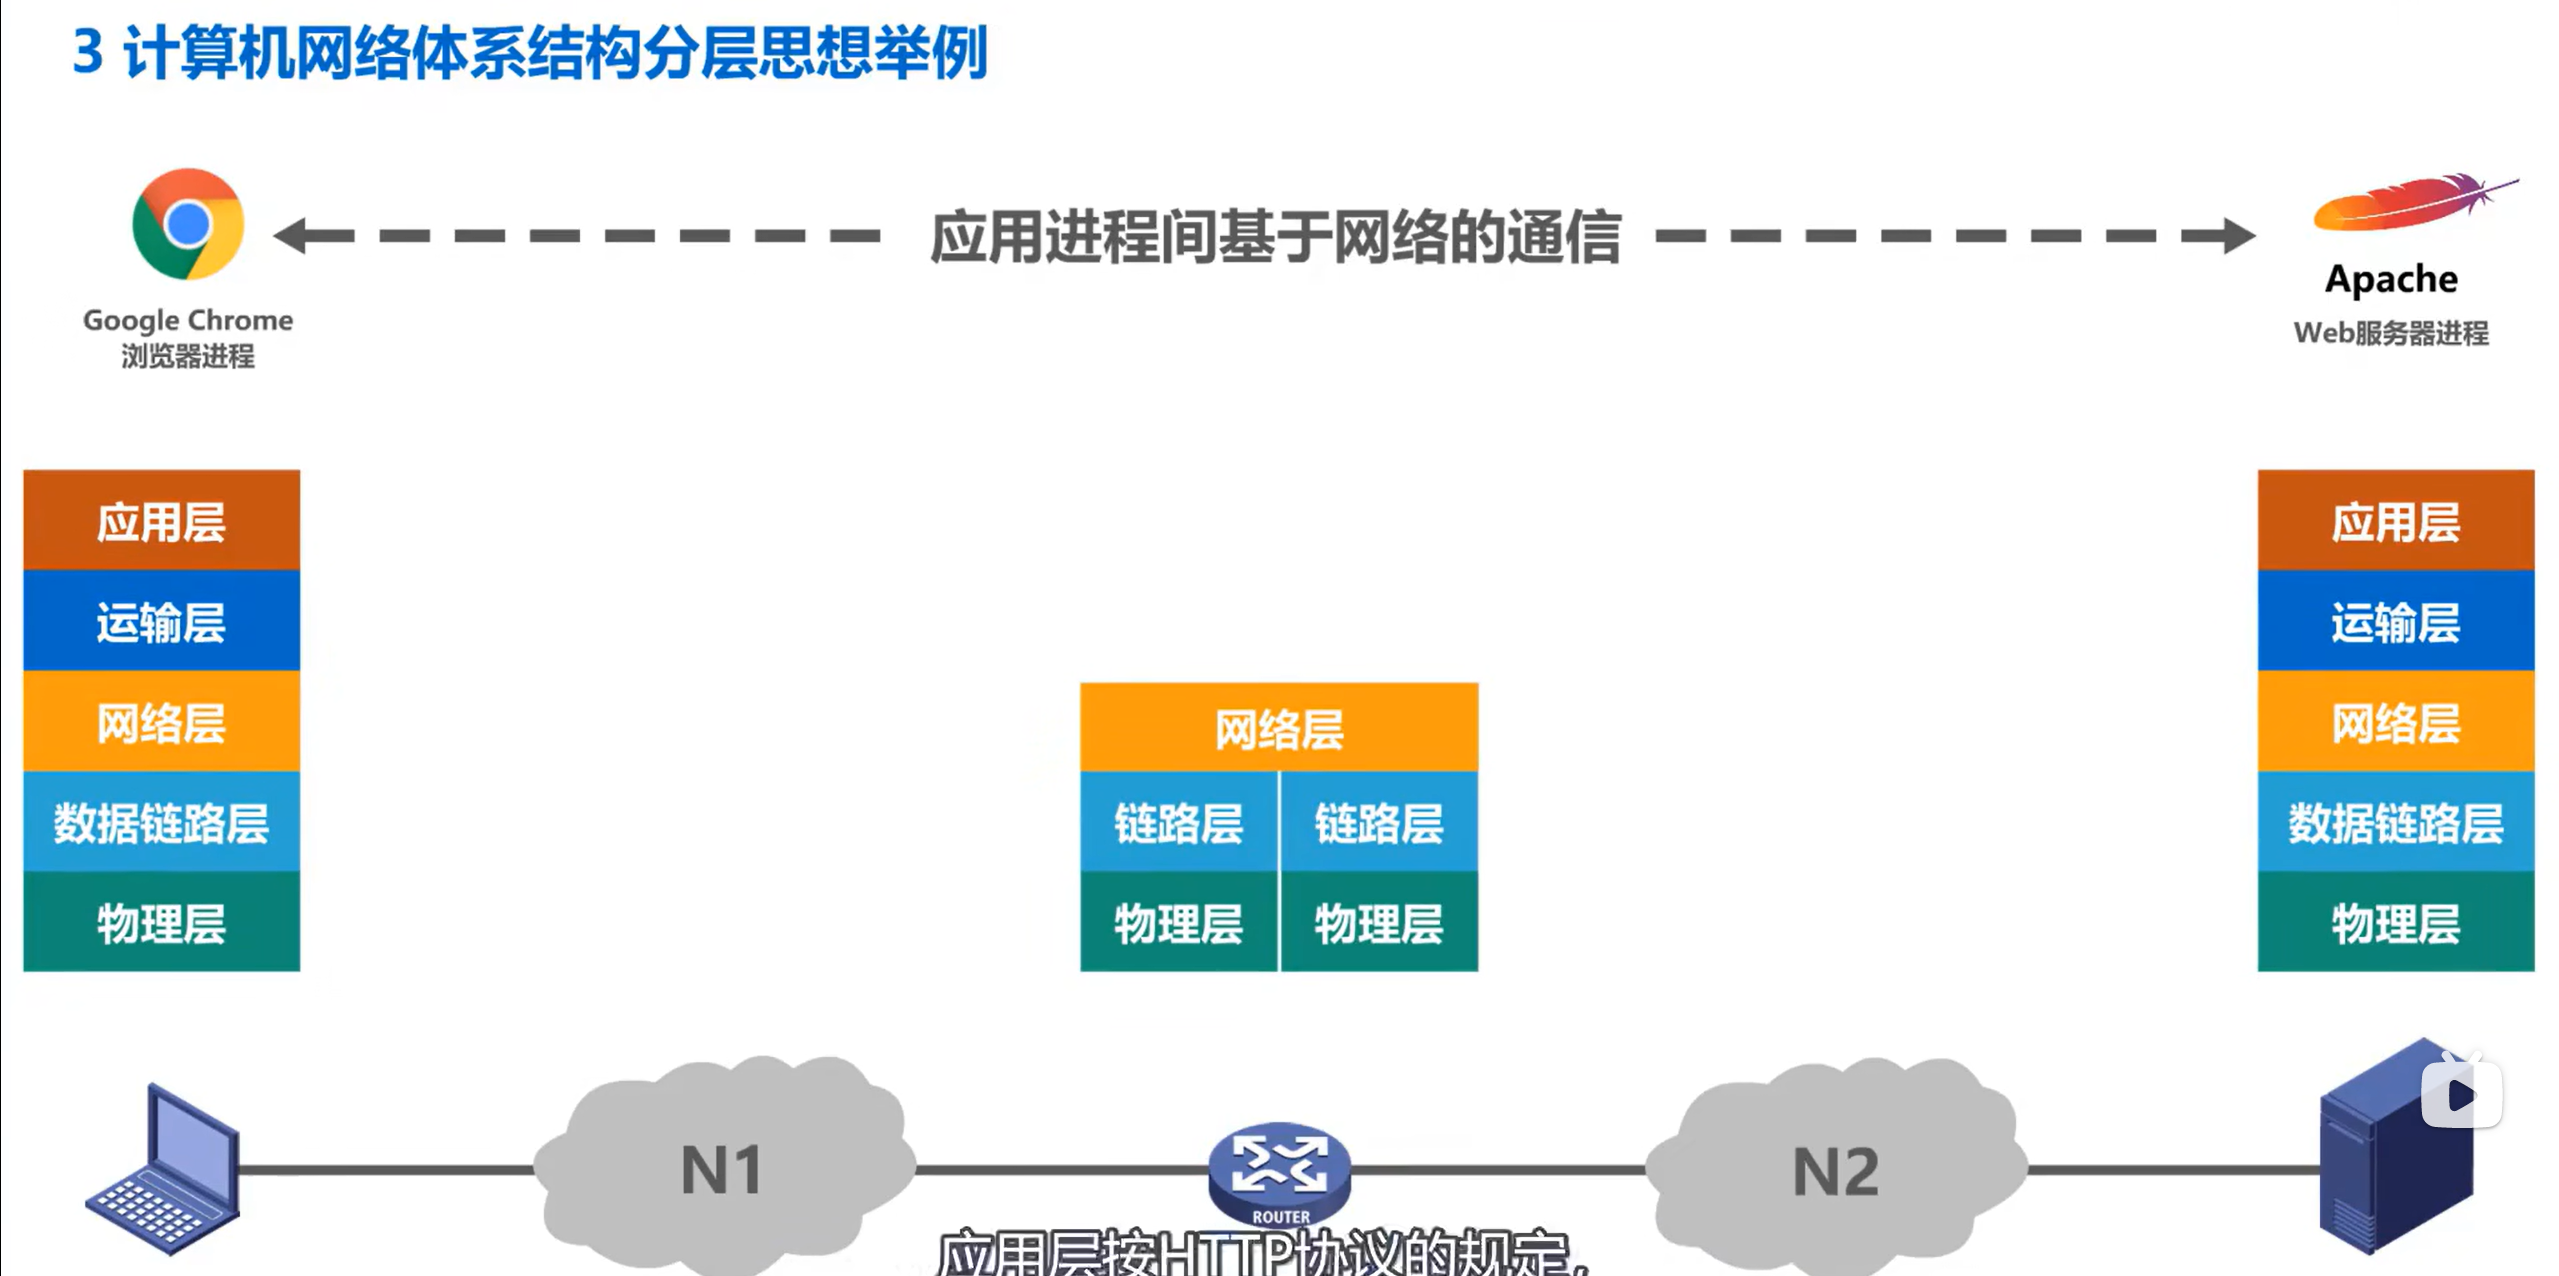 3 计算机网络体系结构分层思想举例
应用进程间基于网络的通信
Google Chrome
浏览器进程
Apache
Web服务器进程
应用层
运输层
网络层
数据链路层
物理层
网络层
链路层 链路层
物理层 物理层
应用层
运输层
网络层
数据链路层
物理层
N1
ROUTER
N2
应用层按HTTP协议的规定,